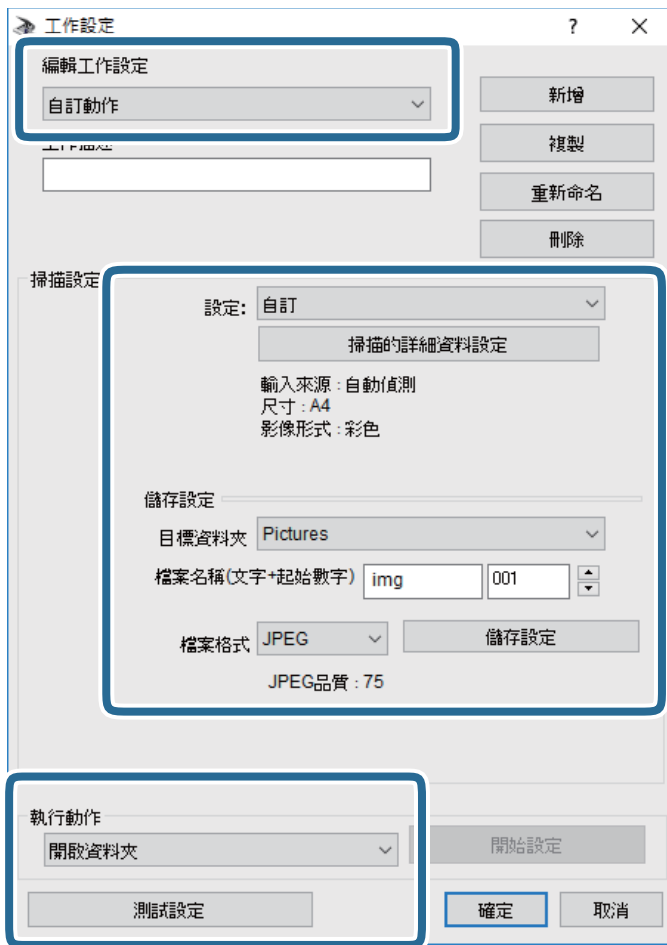 工作設定
?
編輯工作設定
自訂動作
新增
複製
重新命名
刪除
掃描設定
設定: 自訂
掃描的詳細資料設定
輸入來源 : 自動偵測
尺寸 : A4
影像形式 : 彩色
儲存設定
目標資料夾 Pictures
檔案名稱(文字+起始數字) img 001
檔案格式 JPEG 儲存設定
JPEG品質 : 75
執行動作
開啟資料夾 開始設定
測試設定 確定 取消